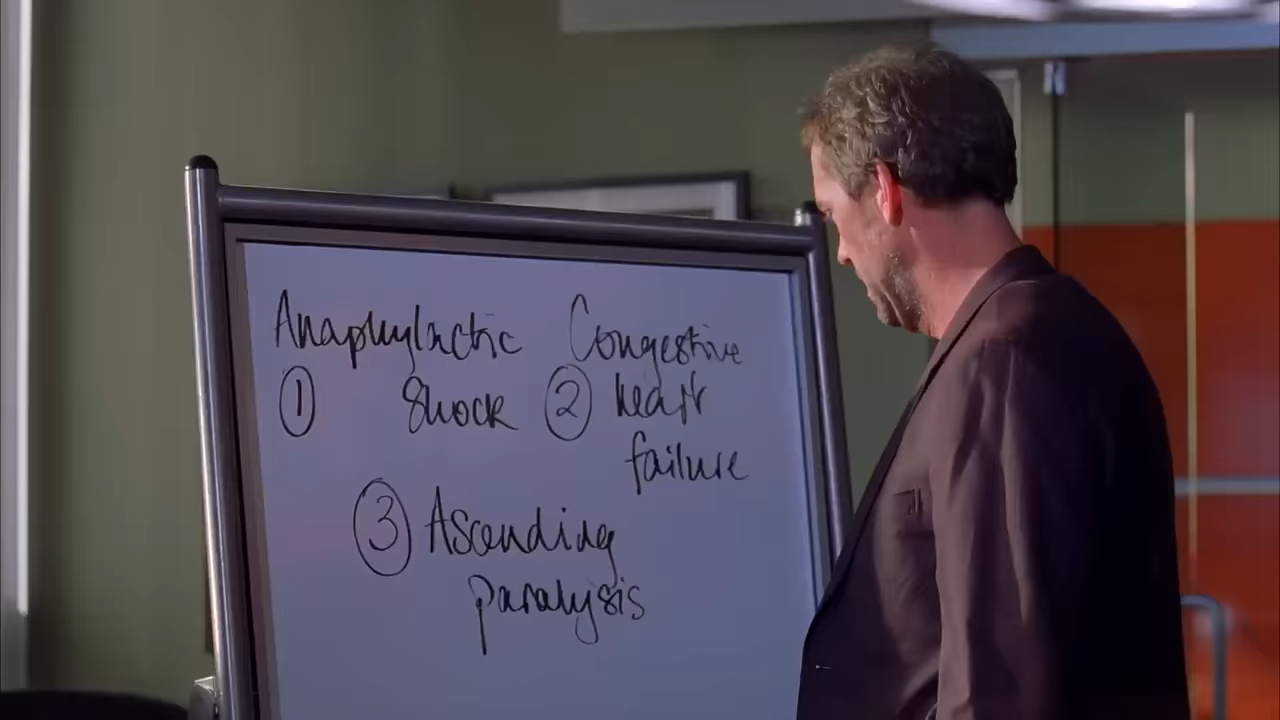 Anaphylactic
① Shock
Congestive
② heart
failure
③ Ascending
paralysis